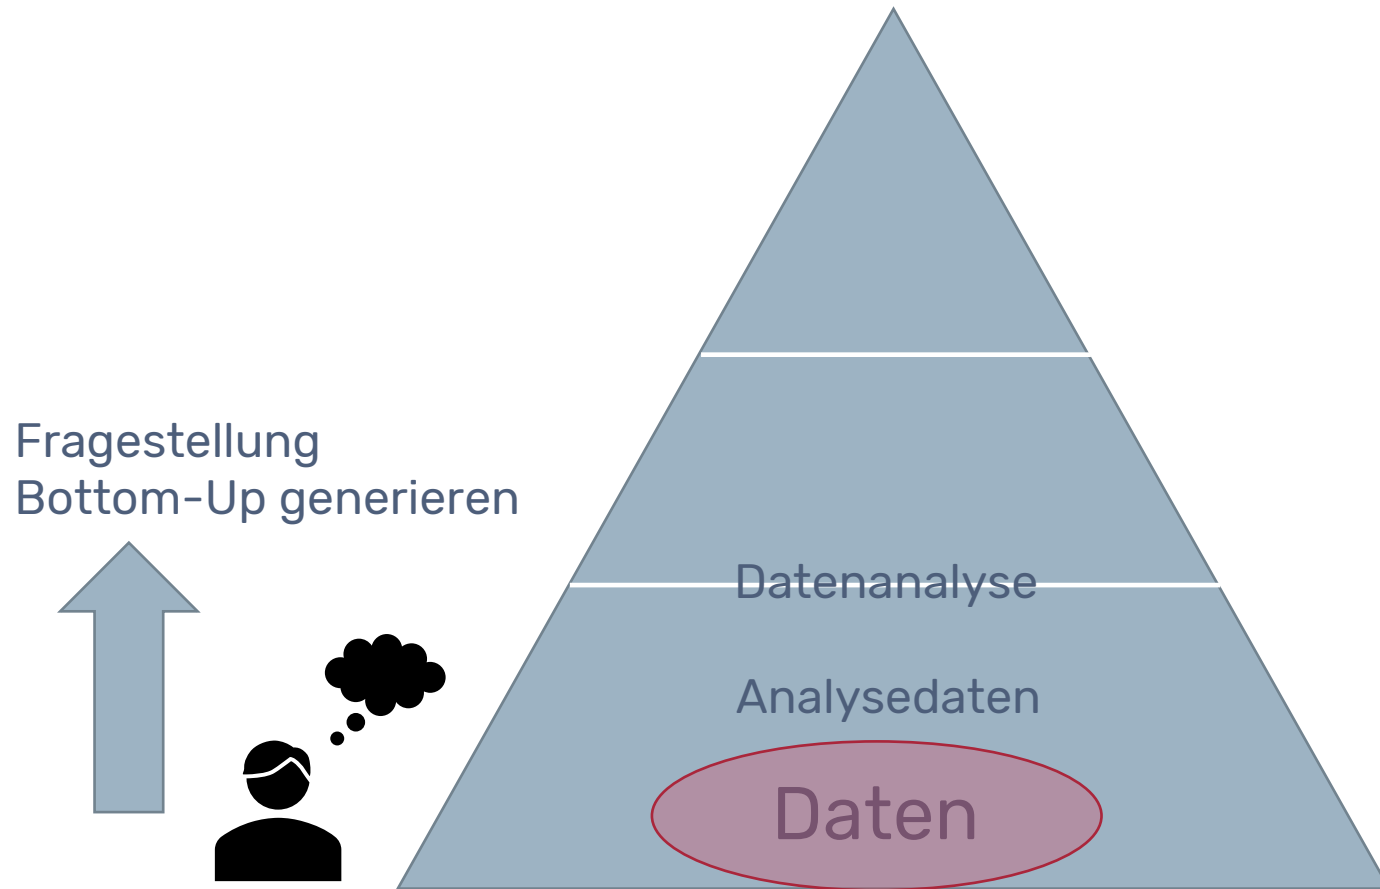 Fragestellung
Bottom-Up generieren
Datenanalyse
Analysedaten
Daten